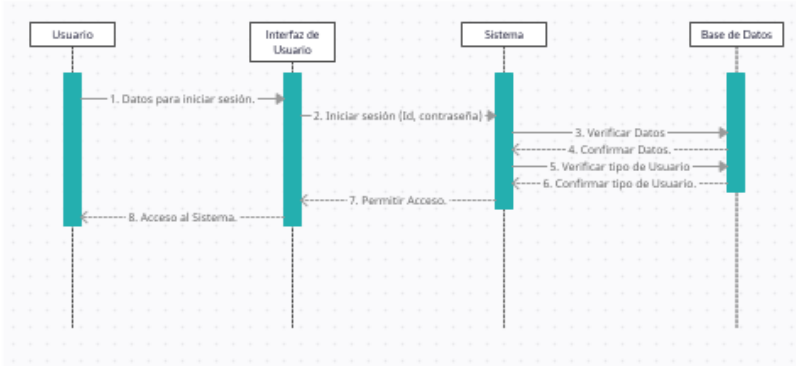 Usuario
Interfaz de
Usuario
Sistema
Base de Datos
1. Datos para iniciar sesión.
2. Iniciar sesión (Id, contraseña)
3. Verificar Datos
4. Confirmar Datos.
5. Verificar tipo de Usuario
6. Confirmar tipo de Usuario.
7. Permitir Acceso.
8. Acceso al Sistema.